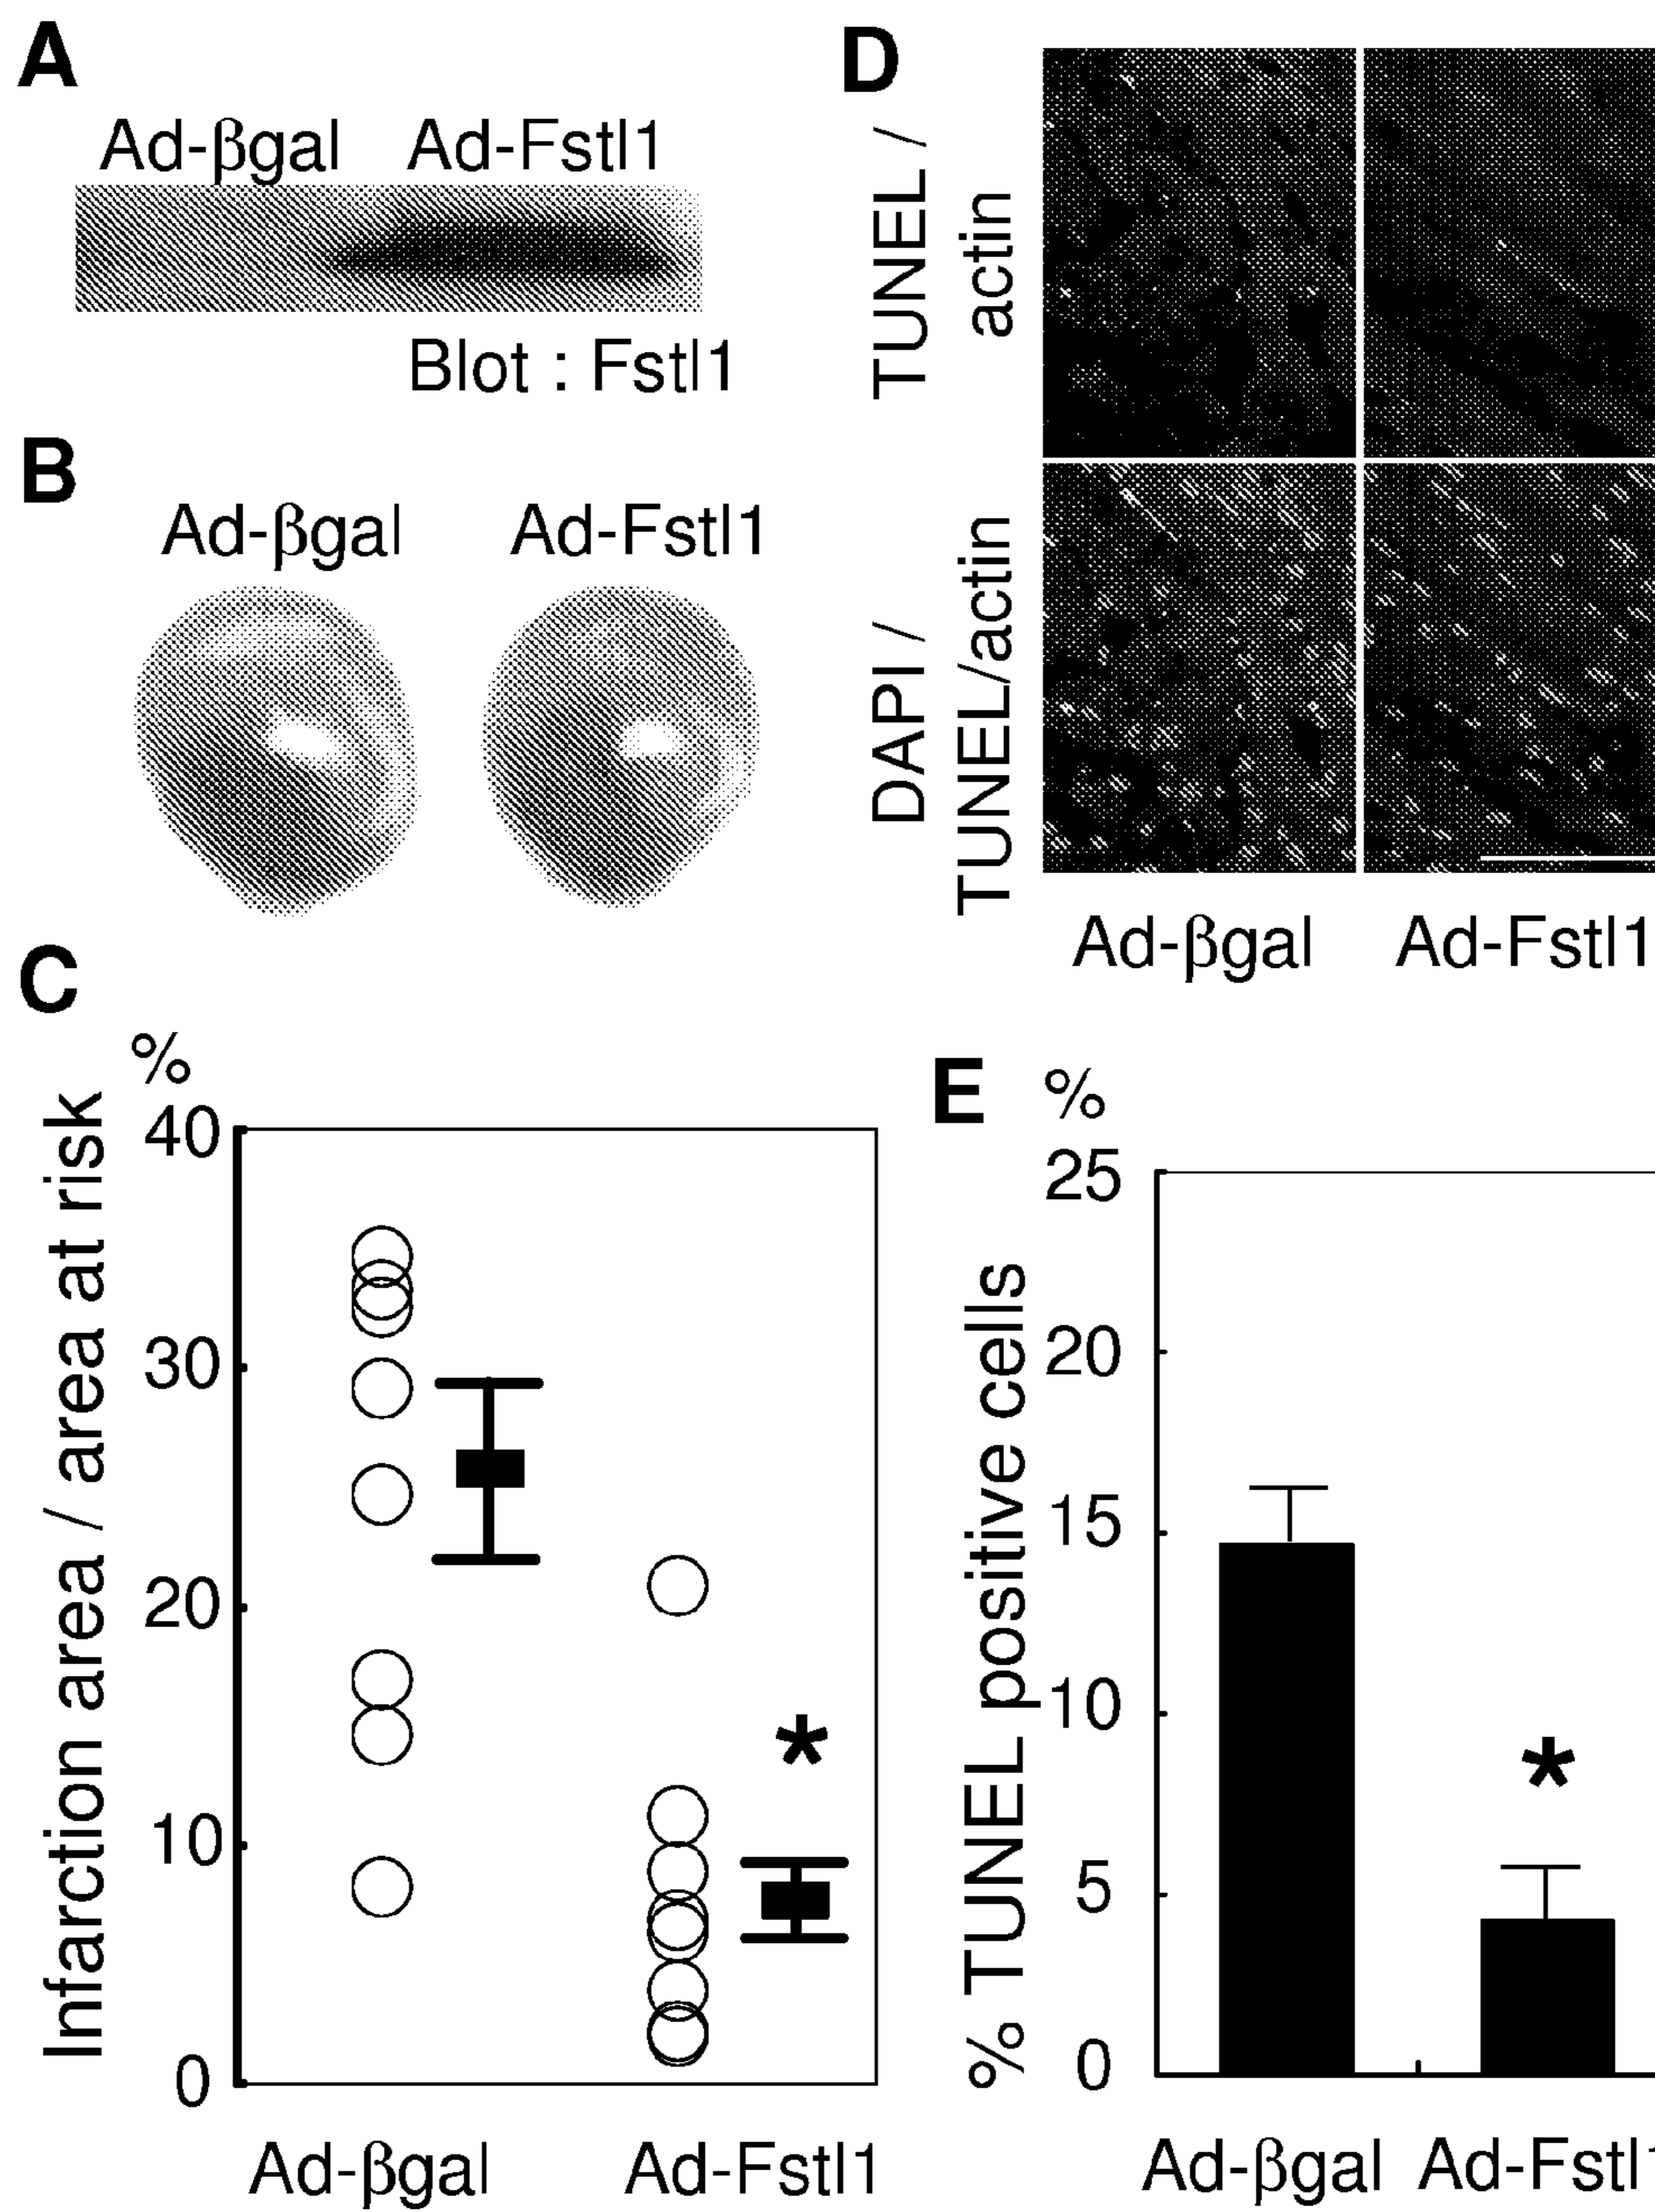 A
Ad-βgal Ad-Fstl1
Blot : Fstl1
B
Ad-βgal Ad-Fstl1
C
%
Infarction area / area at risk
40
30
20
10
0
*
Ad-βgal Ad-Fstl1
D
TUNEL /
actin
DAPI /
TUNEL/actin
Ad-βgal Ad-Fstl1
E
%
% TUNEL positive cells
25
20
15
10
5
0
*
Ad-βgal Ad-Fstl1